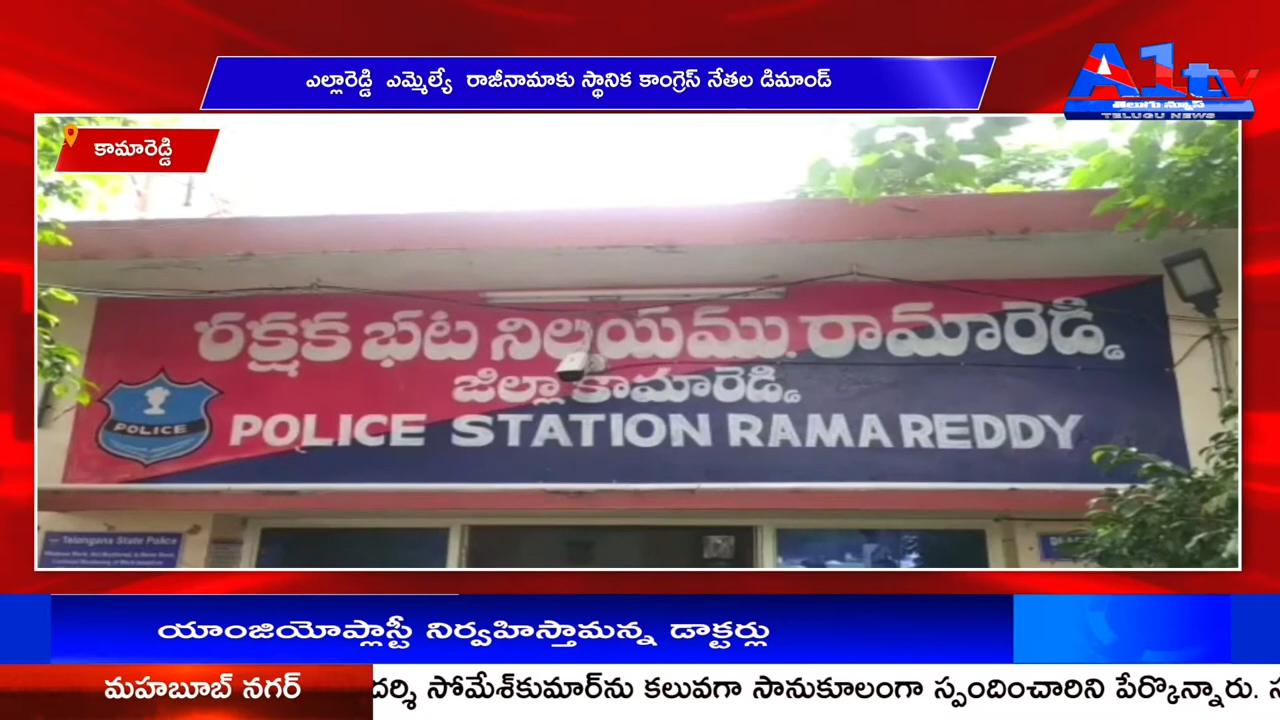 ఎల్లారెడ్డి ఎమ్మెల్యే రాజీనామాకు స్థానిక కాంగ్రెస్ నేతల డిమాండ్
A1tv
తెలుగు న్యూస్
TELUGU NEWS
కామారెడ్డి
రక్షక భట నిలయము. రామారెడ్డి
జిల్లా కామారెడ్డి
POLICE
POLICE STATION RAMA REDDY
Telangana State Police
యాంజియోప్లాస్టీ నిర్వహిస్తామన్న డాక్టర్లు
మహబూబ్ నగర్
దర్శి సోమేశ్‌కుమార్‌ను కలువగా సానుకూలంగా స్పందించారిని పేర్కొన్నారు.